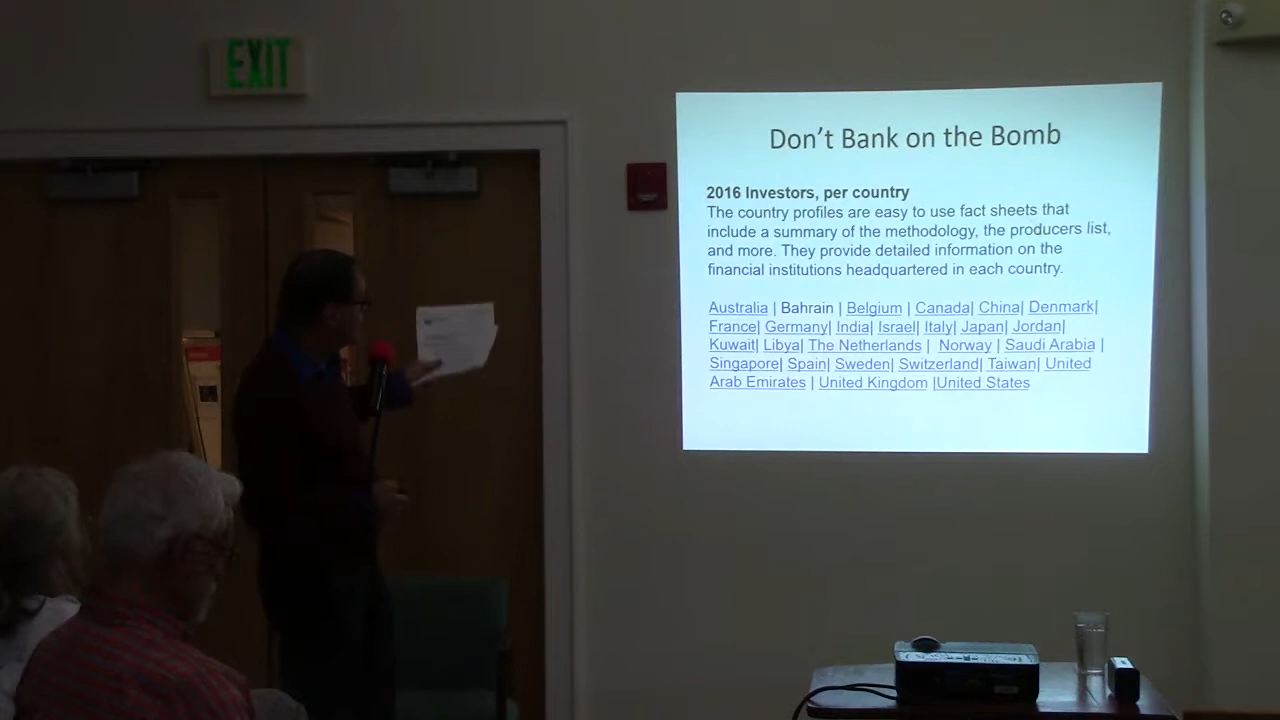 EXIT
Don't Bank on the Bomb
2016 Investors, per country
The country profiles are easy to use fact sheets that
include a summary of the methodology, the producers list,
and more. They provide detailed information on the
financial institutions headquartered in each country.
Australia | Bahrain | Belgium | Canada| China| Denmark|
France| Germany| India| Israel| Italy| Japan| Jordan|
Kuwait| Libya| The Netherlands | Norway | Saudi Arabia |
Singapore| Spain| Sweden| Switzerland| Taiwan| United
Arab Emirates | United Kingdom |United States